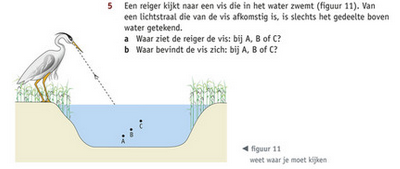 5 Een reiger kijkt naar een vis die in het water zwemt (figuur 11). Van
een lichtstraal die van de vis afkomstig is, is slechts het gedeelte boven
water getekend.
a Waar ziet de reiger de vis: bij A, B of C?
b Waar bevindt de vis zich: bij A, B of C?
C
B
A
◄ figuur 11
weet waar je moet kijken